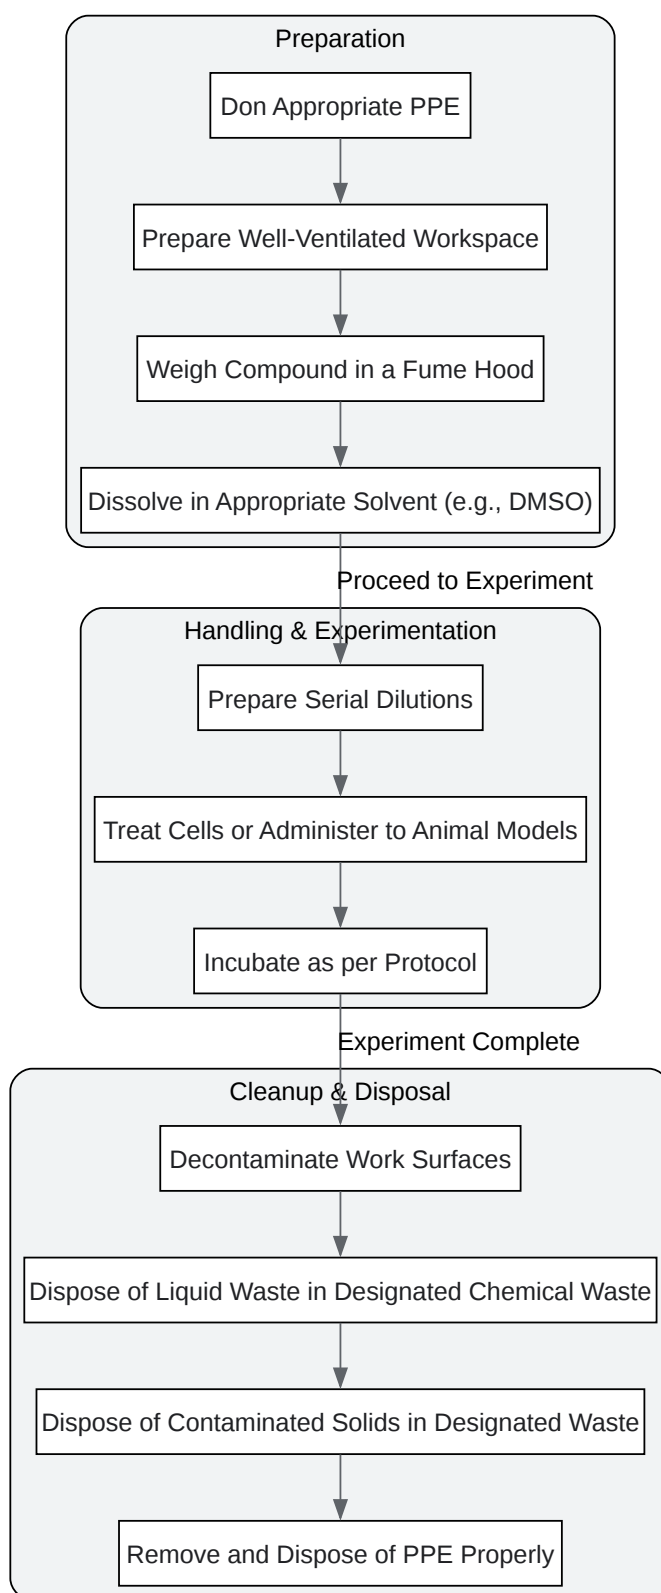 Preparation
Don Appropriate PPE
Prepare Well-Ventilated Workspace
Weigh Compound in a Fume Hood
Dissolve in Appropriate Solvent (e.g., DMSO)
Proceed to Experiment
Handling & Experimentation
Prepare Serial Dilutions
Treat Cells or Administer to Animal Models
Incubate as per Protocol
Experiment Complete
Cleanup & Disposal
Decontaminate Work Surfaces
Dispose of Liquid Waste in Designated Chemical Waste
Dispose of Contaminated Solids in Designated Waste
Remove and Dispose of PPE Properly